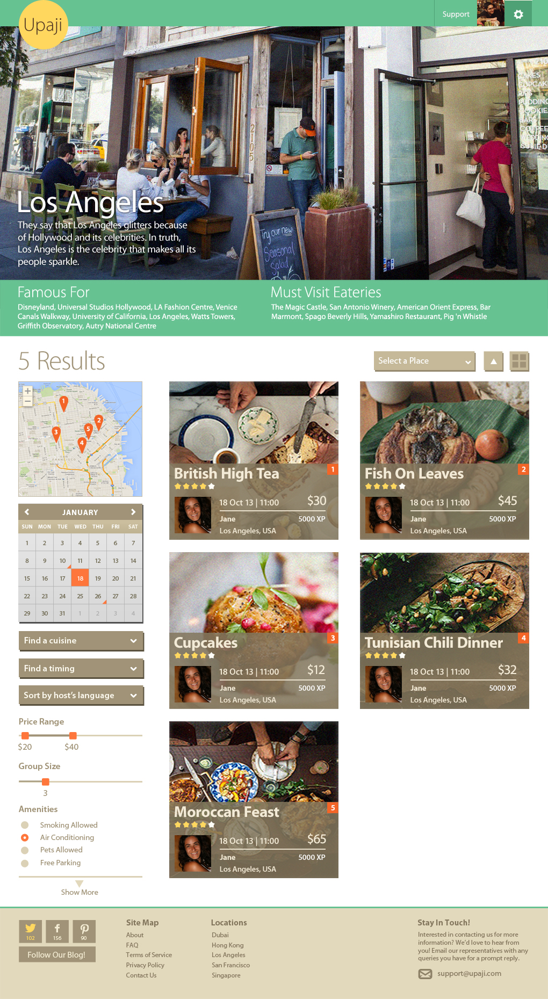 Upaji
Support
2105
CAKES
CUPCAK
PIES
PUDDING
COOKIE
BARS
COFFEE
Try our new
Seasonal
Salad
Los Angeles
They say that Los Angeles glitters because
of Hollywood and its celebrities. In truth,
Los Angeles is the celebrity that makes all its
people sparkle.
Famous For
Disneyland, Universal Studios Hollywood, LA Fashion Centre, Venice
Canals Walkway, University of California, Los Angeles, Watts Towers,
Griffith Observatory, Autry National Centre
Must Visit Eateries
The Magic Castle, San Antonio Winery, American Orient Express, Bar
Marmont, Spago Beverly Hills, Yamashiro Restaurant, Pig 'n Whistle
5 Results
Select a Place
+
−
1
2
5
3
4
SAN
FRANCISCO
JANUARY
SUN MON TUE WED THU FRI SAT
1 2 3 4 5 6 7
8 9 10 11 12 13 14
15 16 17 18 19 20 21
22 23 24 25 26 27 28
29 30 31 1 2 3 4
Find a cuisine
Find a timing
Sort by host's language
Price Range
$20 $40
Group Size
3
Amenities
Smoking Allowed
Air Conditioning
Pets Allowed
Free Parking
Show More
British High Tea 1
18 Oct 13 | 11:00 $30
Jane 5000 XP
Los Angeles, USA
Fish On Leaves 2
18 Oct 13 | 11:00 $45
Jane 5000 XP
Los Angeles, USA
Cupcakes 3
18 Oct 13 | 11:00 $12
Jane 5000 XP
Los Angeles, USA
Tunisian Chili Dinner 4
18 Oct 13 | 11:00 $32
Jane 5000 XP
Los Angeles, USA
Moroccan Feast 5
18 Oct 13 | 11:00 $65
Jane 5000 XP
Los Angeles, USA
102 156 90
Follow Our Blog!
Site Map
About
FAQ
Terms of Service
Privacy Policy
Contact Us
Locations
Dubai
Hong Kong
Los Angeles
San Francisco
Singapore
Stay In Touch!
Interested in contacting us for more
information? We'd love to hear from
you! Email our representatives with any
queries you have for a prompt reply.
support@upaji.com